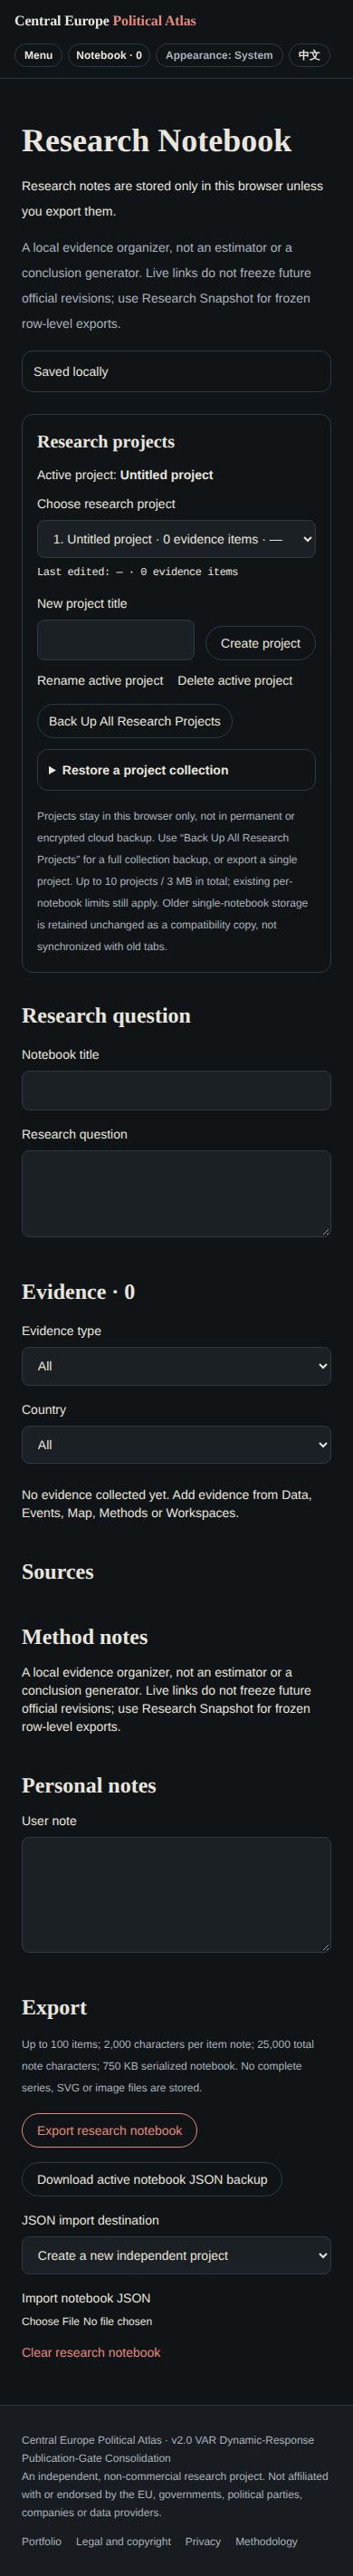 Central Europe Political Atlas
Menu
Notebook · 0
Appearance: System
中文
Research Notebook
Research notes are stored only in this browser unless
you export them.
A local evidence organizer, not an estimator or a
conclusion generator. Live links do not freeze future
official revisions; use Research Snapshot for frozen
row-level exports.
Saved locally
Research projects
Active project: Untitled project
Choose research project
1. Untitled project · 0 evidence items · —
Last edited: — · 0 evidence items
New project title
Create project
Rename active project
Delete active project
Back Up All Research Projects
▶ Restore a project collection
Projects stay in this browser only, not in permanent or
encrypted cloud backup. Use “Back Up All Research
Projects” for a full collection backup, or export a single
project. Up to 10 projects / 3 MB in total; existing per-
notebook limits still apply. Older single-notebook storage
is retained unchanged as a compatibility copy, not
synchronized with old tabs.
Research question
Notebook title
Research question
Evidence · 0
Evidence type
All
Country
All
No evidence collected yet. Add evidence from Data,
Events, Map, Methods or Workspaces.
Sources
Method notes
A local evidence organizer, not an estimator or a
conclusion generator. Live links do not freeze future
official revisions; use Research Snapshot for frozen
row-level exports.
Personal notes
User note
Export
Up to 100 items; 2,000 characters per item note; 25,000 total
note characters; 750 KB serialized notebook. No complete
series, SVG or image files are stored.
Export research notebook
Download active notebook JSON backup
JSON import destination
Create a new independent project
Import notebook JSON
Choose File No file chosen
Clear research notebook
Central Europe Political Atlas · v2.0 VAR Dynamic-Response
Publication-Gate Consolidation
An independent, non-commercial research project. Not affiliated
with or endorsed by the EU, governments, political parties,
companies or data providers.
Portfolio
Legal and copyright
Privacy
Methodology